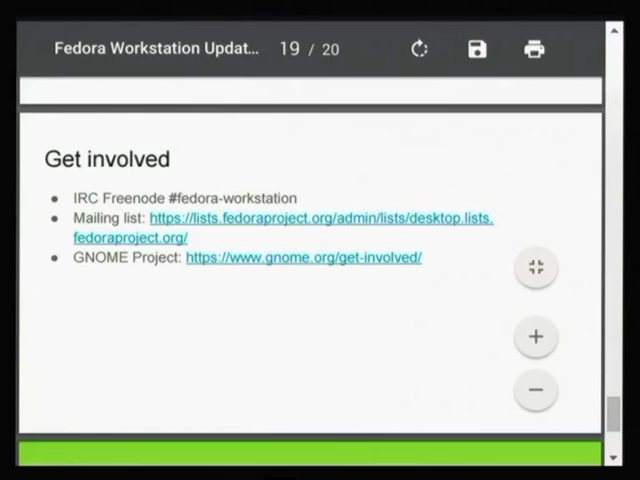 Fedora Workstation Updat... 19 / 20
Get involved
● IRC Freenode #fedora-workstation
● Mailing list: https://lists.fedoraproject.org/admin/lists/desktop.lists.
fedoraproject.org/
● GNOME Project: https://www.gnome.org/get-involved/